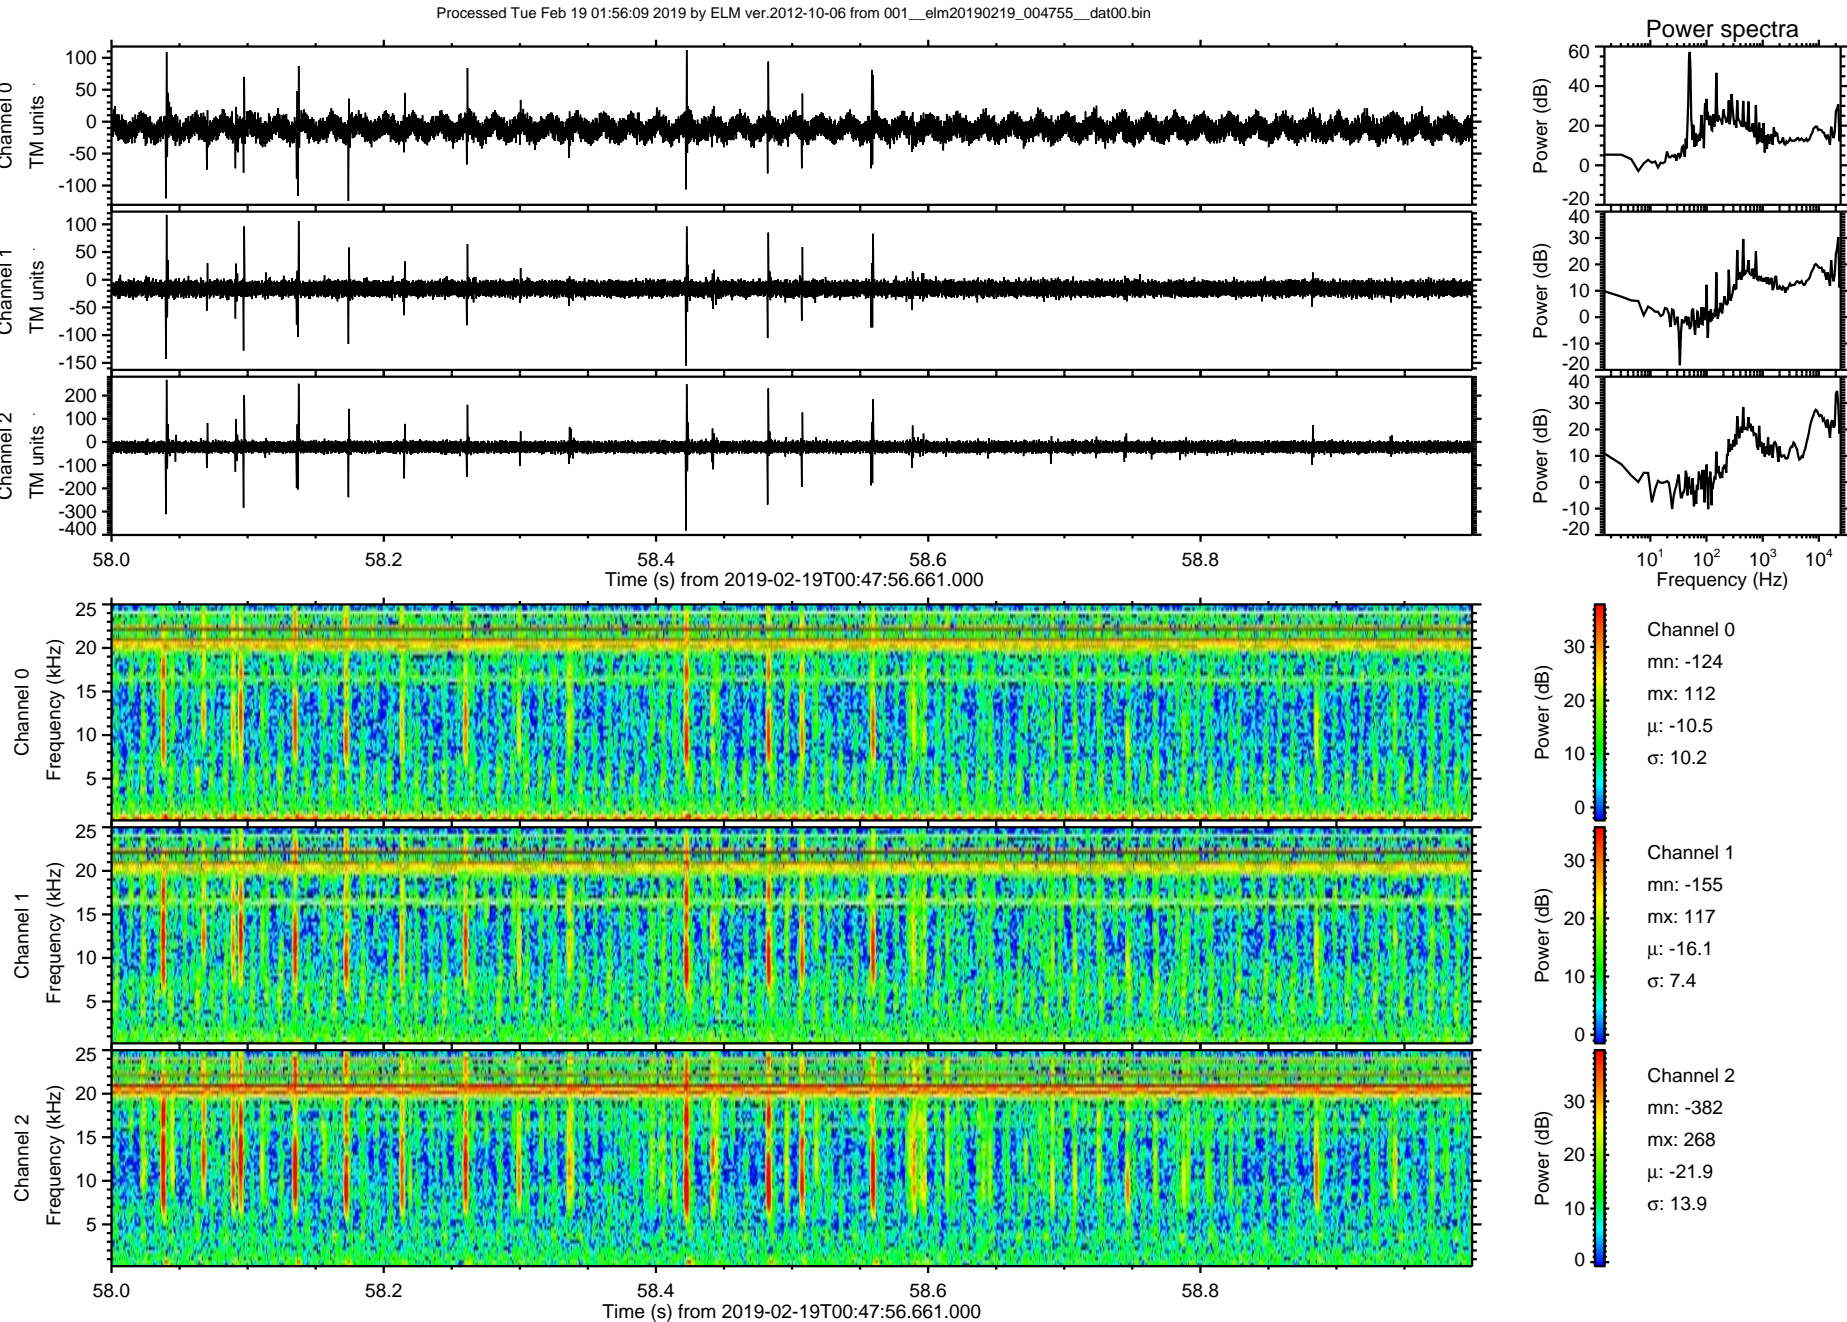 Processed Tue Feb 19 01:56:09 2019 by ELM ver.2012-10-06 from 001__elm20190219_004755__dat00.bin
Power spectra
Channel 0
TM units
100
50
0
-50
-100
Power (dB)
60
40
20
0
-20
Channel 1
TM units
100
50
0
-50
-100
-150
Power (dB)
40
30
20
10
0
-10
-20
Channel 2
TM units
200
100
0
-100
-200
-300
-400
Power (dB)
40
30
20
10
0
-10
-20
58.0 58.2 58.4 58.6 58.8
Time (s) from 2019-02-19T00:47:56.661.000
10^1 10^2 10^3 10^4
Frequency (Hz)
Channel 0
Frequency (kHz)
25
20
15
10
5
Power (dB)
30
20
10
0
Channel 0
mn: -124
mx: 112
μ: -10.5
σ: 10.2
Channel 1
Frequency (kHz)
25
20
15
10
5
Power (dB)
30
20
10
0
Channel 1
mn: -155
mx: 117
μ: -16.1
σ: 7.4
Channel 2
Frequency (kHz)
25
20
15
10
5
Power (dB)
30
20
10
0
Channel 2
mn: -382
mx: 268
μ: -21.9
σ: 13.9
58.0 58.2 58.4 58.6 58.8
Time (s) from 2019-02-19T00:47:56.661.000